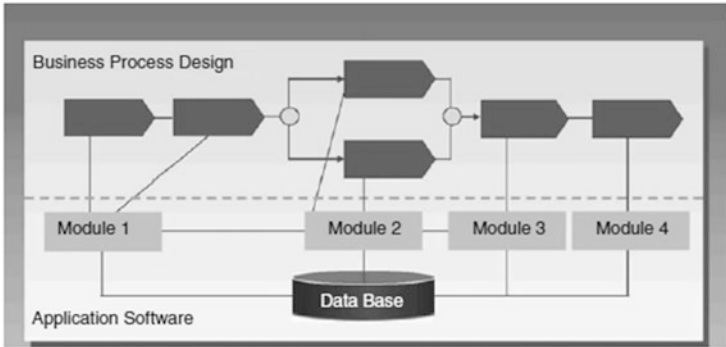 Business Process Design
Module 1
Module 2
Module 3
Module 4
Data Base
Application Software